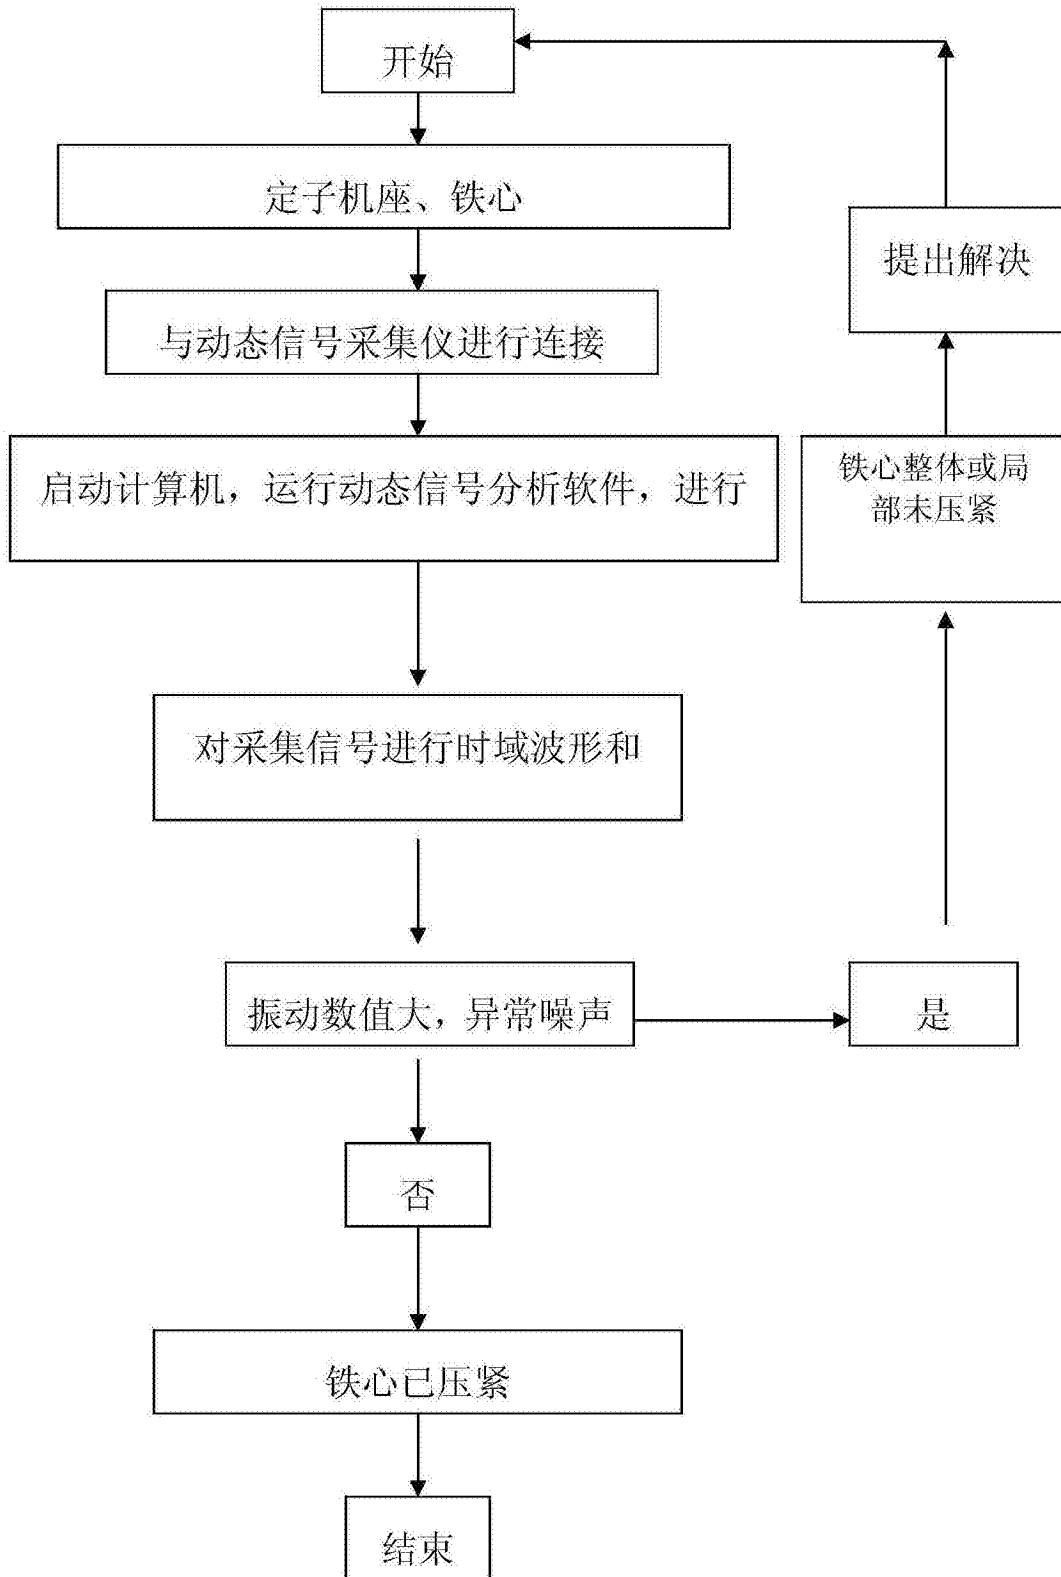 开始
定子机座、铁心
提出解决
与动态信号采集仪进行连接
启动计算机，运行动态信号分析软件，进行
铁心整体或局
部未压紧
对采集信号进行时域波形和
振动数值大，异常噪声
是
否
铁心已压紧
结束